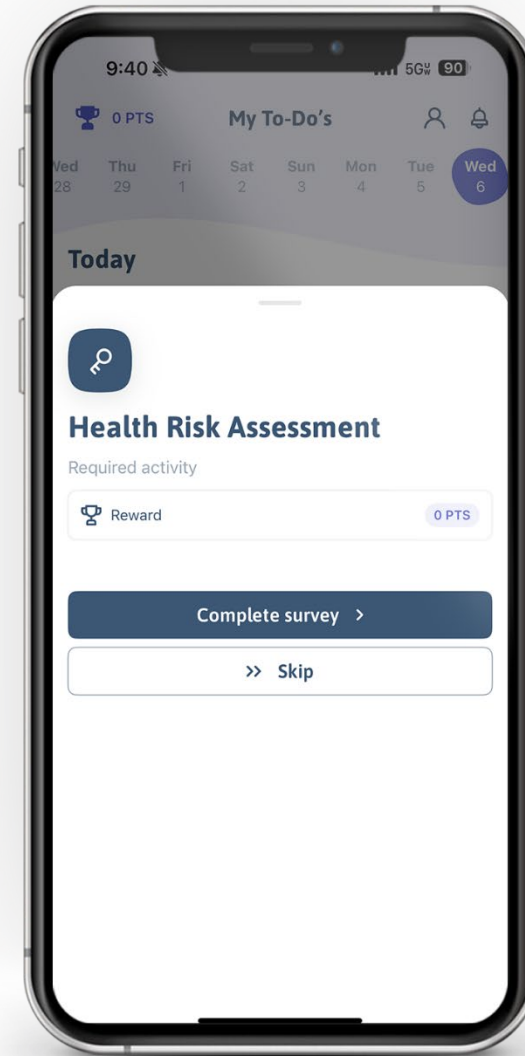 9:40 5G 90
0 PTS My To-Do's
Wed Thu Fri Sat Sun Mon Tue Wed
28 29 1 2 3 4 5 6
Today
Health Risk Assessment
Required activity
Reward 0 PTS
Complete survey >
>> Skip